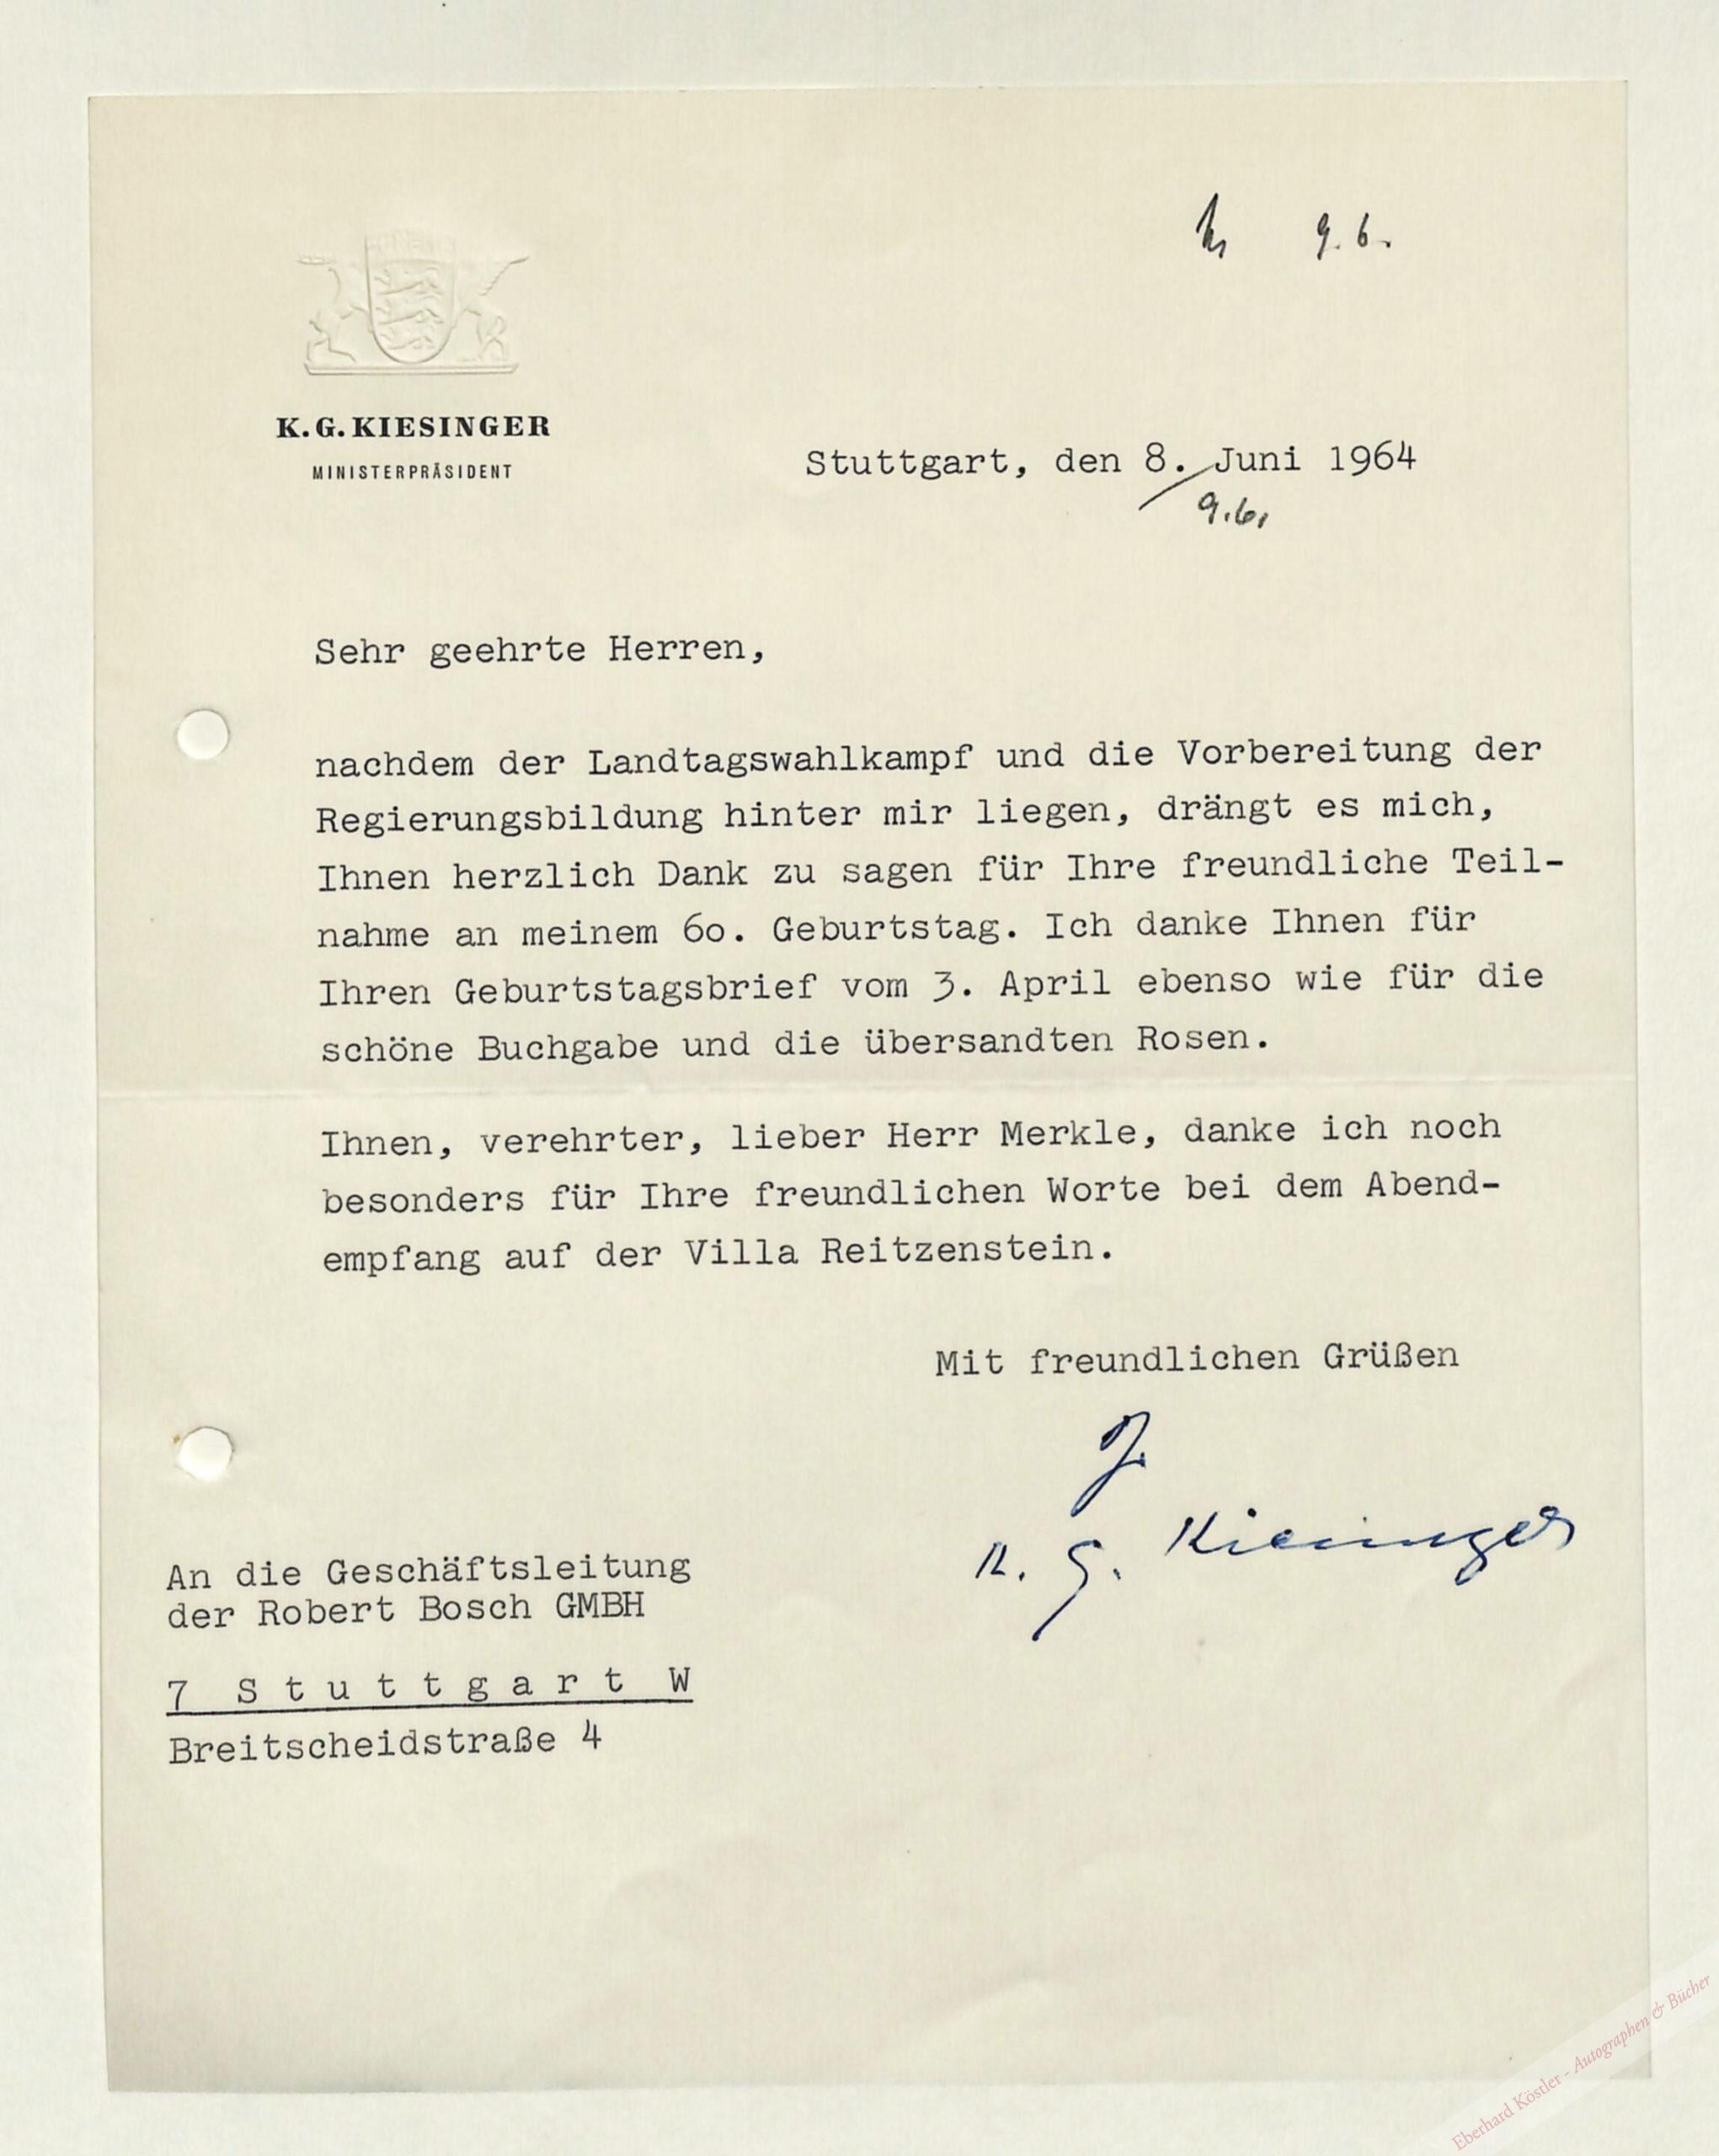 9.6.
K.G. KIESINGER
MINISTERPRÄSIDENT
Stuttgart, den 8. Juni 1964
9.6.
Sehr geehrte Herren,
nachdem der Landtagswahlkampf und die Vorbereitung der
Regierungsbildung hinter mir liegen, drängt es mich,
Ihnen herzlich Dank zu sagen für Ihre freundliche Teil-
nahme an meinem 60. Geburtstag. Ich danke Ihnen für
Ihren Geburtstagsbrief vom 3. April ebenso wie für die
schöne Buchgabe und die übersandten Rosen.
Ihnen, verehrter, lieber Herr Merkle, danke ich noch
besonders für Ihre freundlichen Worte bei dem Abend-
empfang auf der Villa Reitzenstein.
Mit freundlichen Grüßen
K. G. Kiesinger
An die Geschäftsleitung
der Robert Bosch GMBH
7 S t u t t g a r t W
Breitscheidstraße 4
Eberhard Köstler - Autographen & Bücher